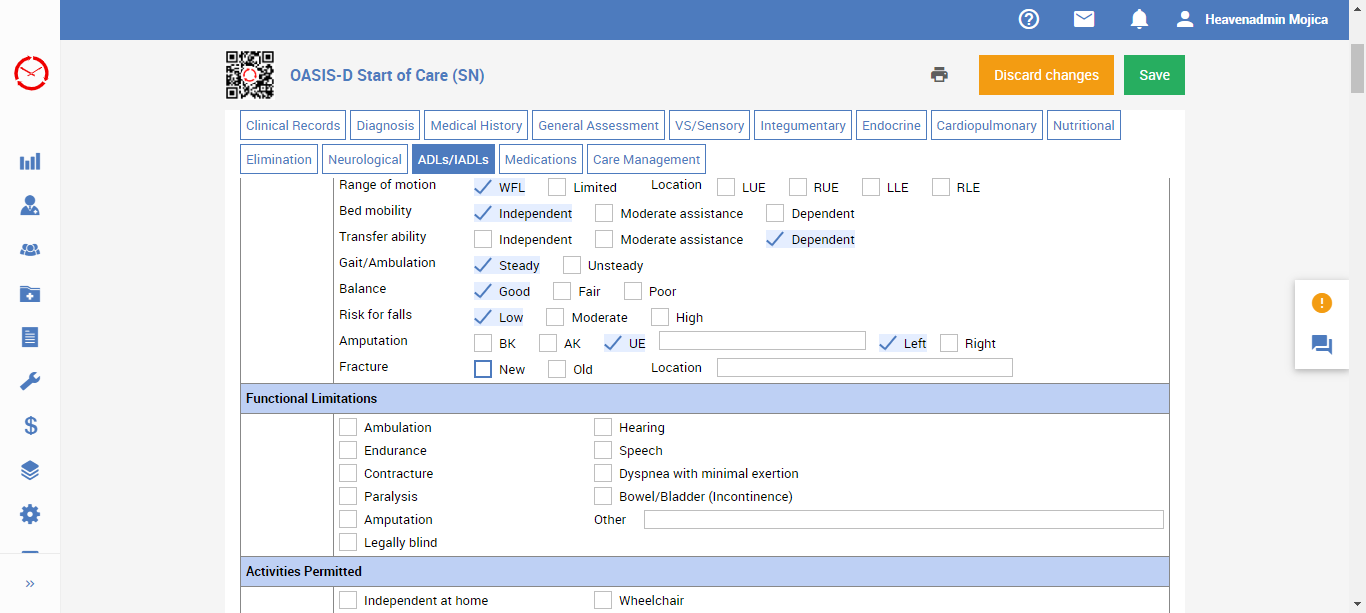 Heavenadmin Mojica
OASIS-D Start of Care (SN)
Discard changes
Save
Clinical Records Diagnosis Medical History General Assessment VS/Sensory Integumentary Endocrine Cardiopulmonary Nutritional
Elimination Neurological ADLs/IADLs Medications Care Management
Range of motion WFL Limited Location LUE RUE LLE RLE
Bed mobility Independent Moderate assistance Dependent
Transfer ability Independent Moderate assistance Dependent
Gait/Ambulation Steady Unsteady
Balance Good Fair Poor
Risk for falls Low Moderate High
Amputation BK AK UE Left Right
Fracture New Old Location
Functional Limitations
Ambulation Hearing
Endurance Speech
Contracture Dyspnea with minimal exertion
Paralysis Bowel/Bladder (Incontinence)
Amputation Other
Legally blind
Activities Permitted
Independent at home Wheelchair